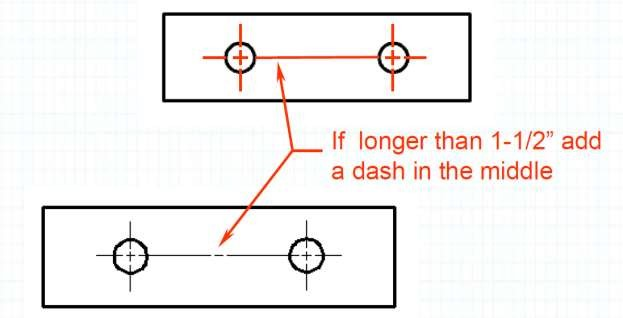 If longer than 1-1/2” add
a dash in the middle